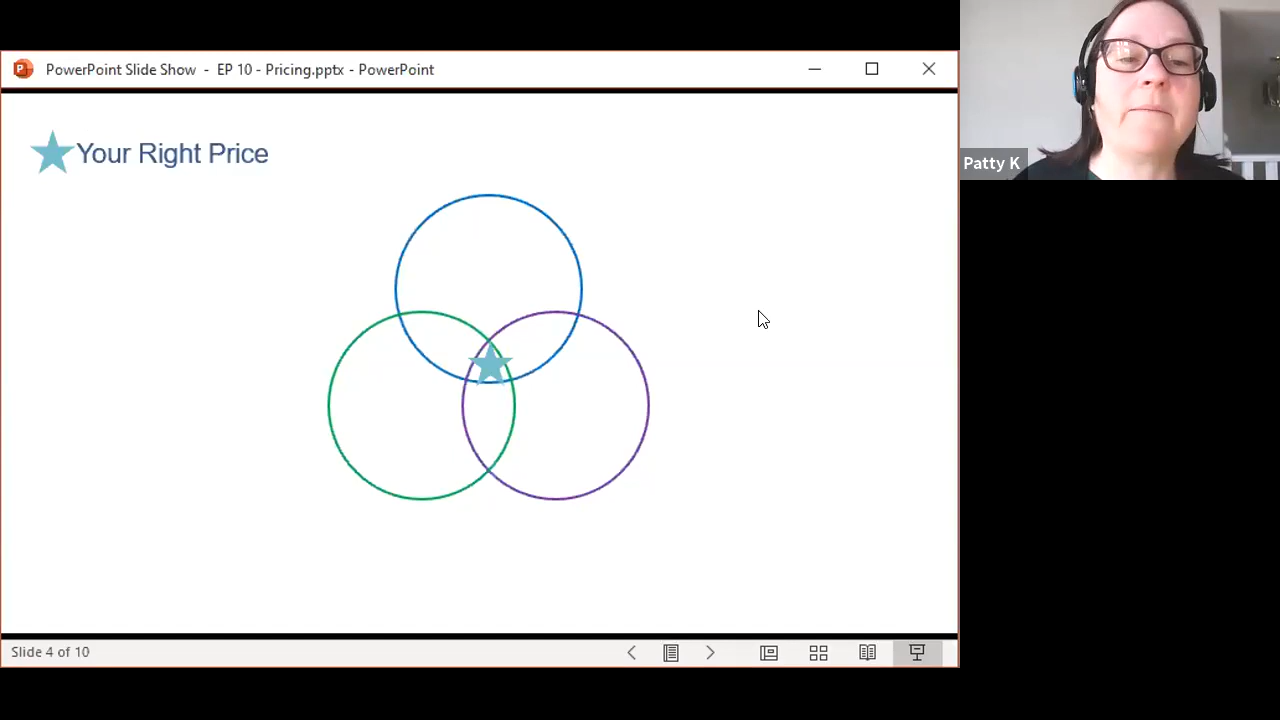 PowerPoint Slide Show - EP 10 - Pricing.pptx - PowerPoint
Your Right Price
Patty K
Slide 4 of 10